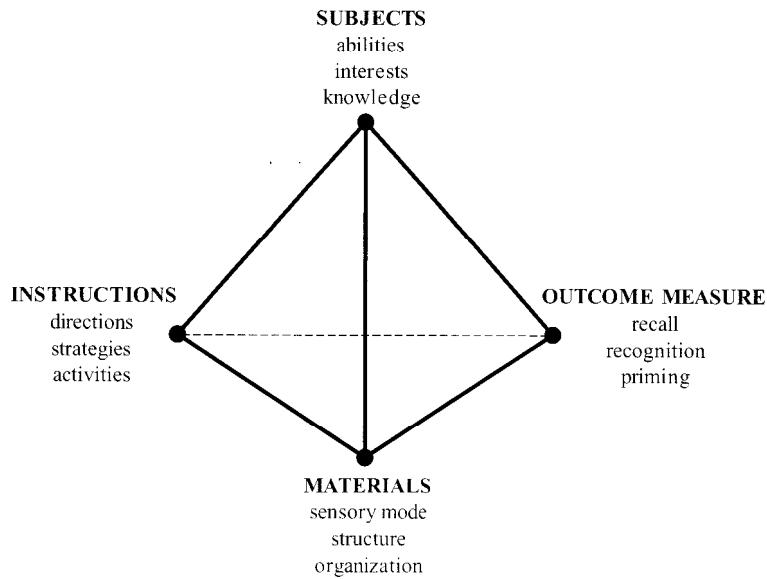 SUBJECTS
abilities
interests
knowledge
INSTRUCTIONS
directions
strategies
activities
OUTCOME MEASURE
recall
recognition
priming
MATERIALS
sensory mode
structure
organization